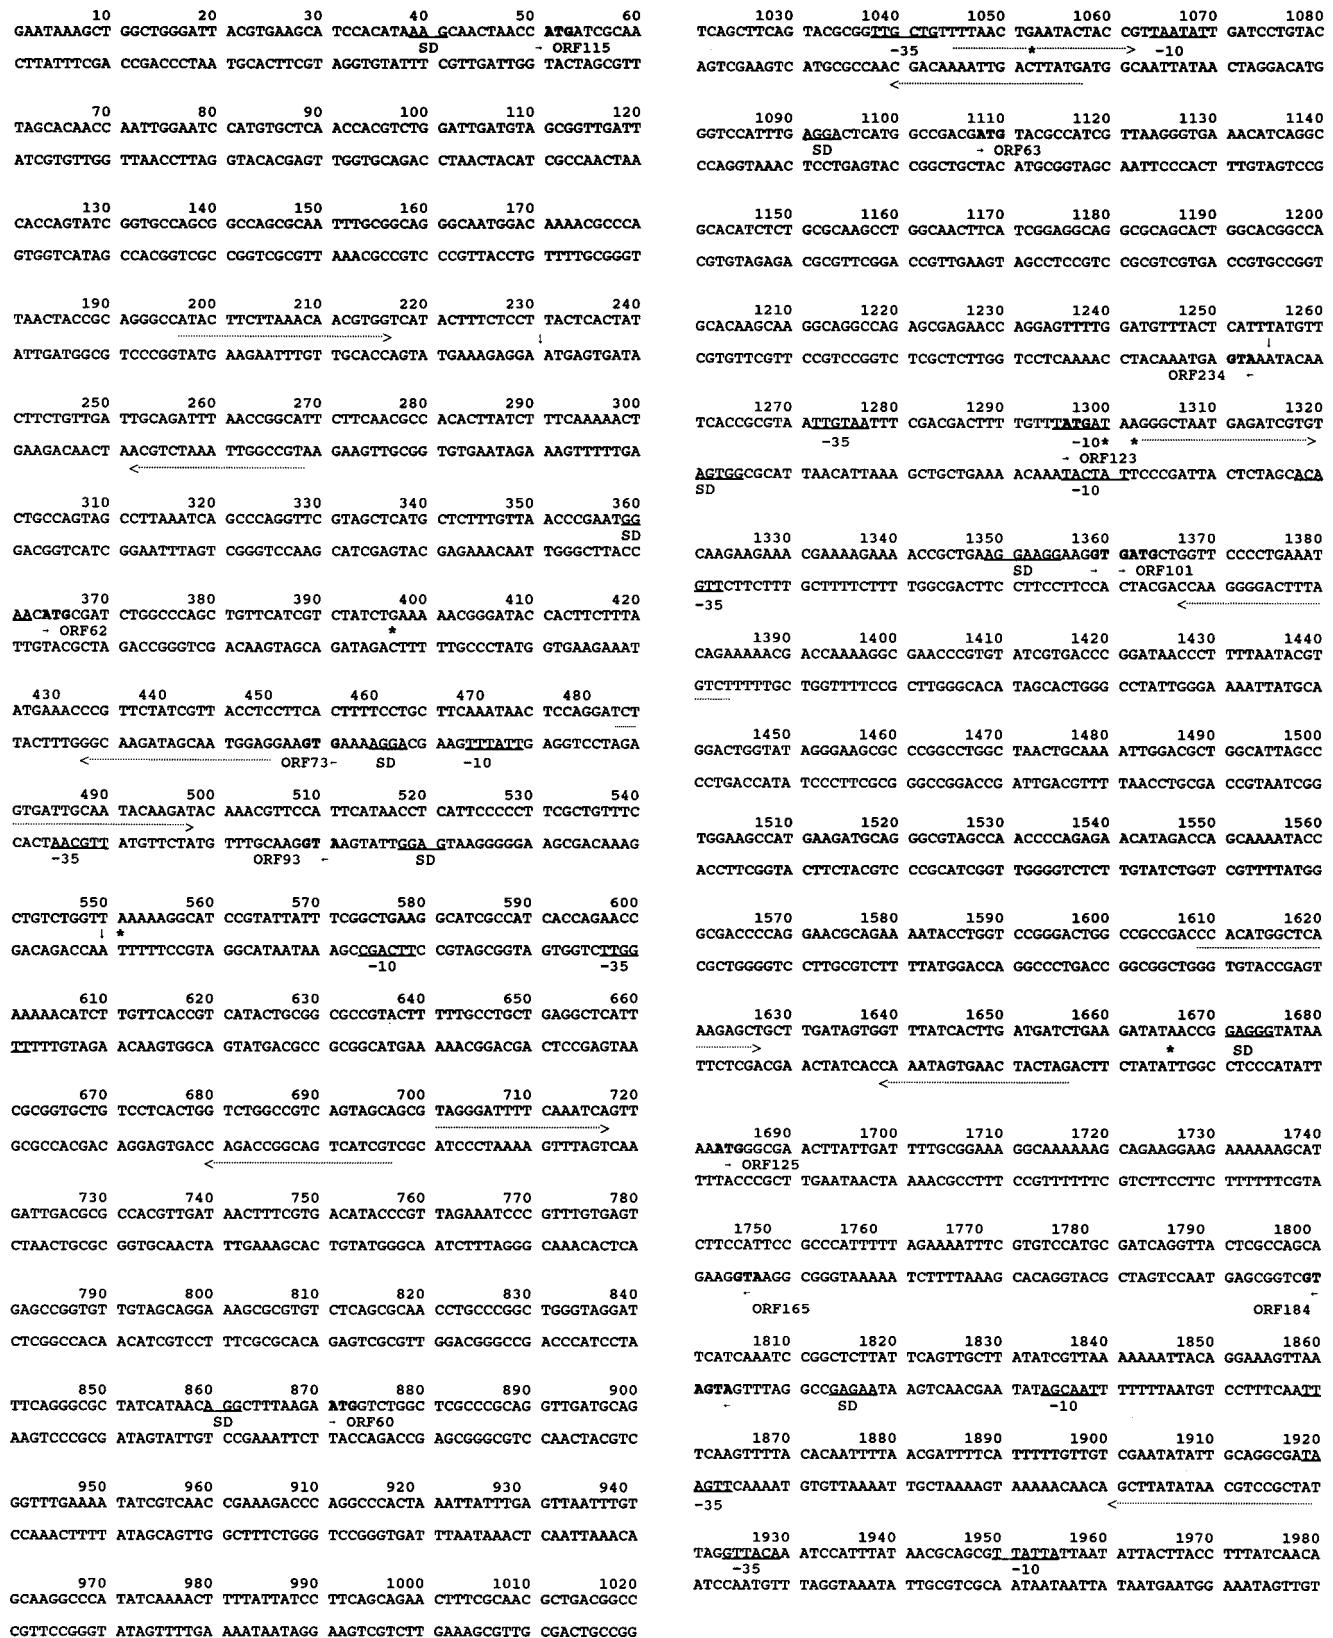 10 20 30 40 50 60
GAATAAAGCT GGCTGGGATT ACGTGAAGCA TCCACATAAA GCAACTAACC ATGATCGCAA
SD → ORF115
CTTATTTCGA CCGACCCTAA TGCACTTCGT AGGTGTATTT CGTTGATTGG TACTAGCGTT
70 80 90 100 110 120
TAGCACAACC AATTGGAATC CATGTGCTCA ACCACGTCTG GATTGATGTA GCGGTTGATT
ATCGTGTTGG TTAACCTTAG GTACACGAGT TGGTGCAGAC CTAACTACAT CGCCAACTAA
130 140 150 160 170
CACCAGTATC GGTGCCAGCG GCCAGCGCAA TTTGCGGCAG GGCAATGGAC AAAACGCCCA
GTGGTCATAG CCACGGTCGC CGGTCGCGTT AAACGCCGTC CCGTTACCTG TTTTGCGGGT
190 200 210 220 230 240
TAACTACCGC AGGGCCATAC TTCTTAAACA ACGTGGTCAT ACTTTCTCCT TACTCACTAT
↓
ATTGATGGCG TCCCGGTATG AAGAATTTGT TGCACCAGTA TGAAAGAGGA ATGAGTGATA
250 260 270 280 290 300
CTTCTGTTGA TTGCAGATTT AACCGGCATT CTTCAACGCC ACACTTATCT TTCAAAAACT
GAAGACAACT AACGTCTAAA TTGGCCGTAA GAAGTTGCGG TGTGAATAGA AAGTTTTTGA
310 320 330 340 350 360
CTGCCAGTAG CCTTAAATCA GCCCAGGTTC GTAGCTCATG CTCTTTGTTA ACCCGAATGG
SD
GACGGTCATC GGAATTTAGT CGGGTCCAAG CATCGAGTAC GAGAAACAAT TGGGCTTACC
370 380 390 400 410 420
AACATGCGAT CTGGCCCAGC TGTTCATCGT CTATCTGAAA AACGGGATAC CACTTCTTTA
→ ORF62 *
TTGTACGCTA GACCGGGTCG ACAAGTAGCA GATAGACTTT TTGCCCTATG GTGAAGAAAT
430 440 450 460 470 480
ATGAAACCCG TTCTATCGTT ACCTCCTTCA CTTTTCCTGC TTCAAATAAC TCCAGGATCT
TACTTTGGGC AAGATAGCAA TGGAGGAAGT GAAAAGGACG AAGTTTATTG AGGTCCTAGA
ORF73← SD -10
490 500 510 520 530 540
GTGATTGCAA TACAAGATAC AAACGTTCCA TTCATAACCT CATTCCCCCT TCGCTGTTTC
CACTAACGTT ATGTTCTATG TTTGCAAGGT AAGTATTGGA GTAAGGGGGA AGCGACAAAG
-35 ORF93 ← SD
550 560 570 580 590 600
CTGTCTGGTT AAAAAGGCAT CCGTATTATT TCGGCTGAAG GCATCGCCAT CACCAGAACC
↓ *
GACAGACCAA TTTTTCCGTA GGCATAATAA AGCCGACTTC CGTAGCGGTA GTGGTCTTGG
-10 -35
610 620 630 640 650 660
AAAAACATCT TGTTCACCGT CATACTGCGG CGCCGTACTT TTTGCCTGCT GAGGCTCATT
TTTTTGTAGA ACAAGTGGCA GTATGACGCC GCGGCATGAA AAACGGACGA CTCCGAGTAA
670 680 690 700 710 720
CGCGGTGCTG TCCTCACTGG TCTGGCCGTC AGTAGCAGCG TAGGGATTTT CAAATCAGTT
GCGCCACGAC AGGAGTGACC AGACCGGCAG TCATCGTCGC ATCCCTAAAA GTTTAGTCAA
730 740 750 760 770 780
GATTGACGCG CCACGTTGAT AACTTTCGTG ACATACCCGT TAGAAATCCC GTTTGTGAGT
CTAACTGCGC GGTGCAACTA TTGAAAGCAC TGTATGGGCA ATCTTTAGGG CAAACACTCA
790 800 810 820 830 840
GAGCCGGTGT TGTAGCAGGA AAGCGCGTGT CTCAGCGCAA CCTGCCCGGC TGGGTAGGAT
CTCGGCCACA ACATCGTCCT TTCGCGCACA GAGTCGCGTT GGACGGGCCG ACCCATCCTA
850 860 870 880 890 900
TTCAGGGCGC TATCATAACA GGCTTTAAGA ATGGTCTGGC TCGCCCGCAG GTTGATGCAG
SD → ORF60
AAGTCCCGCG ATAGTATTGT CCGAAATTCT TACCAGACCG AGCGGGCGTC CAACTACGTC
950 960 920 930 940
GGTTTGAAAA TATCGTCAAC CGAAAGACCC AGGCCCACTA AATTATTTGA GTTAATTTGT
CCAAACTTTT ATAGCAGTTG GCTTTCTGGG TCCGGGTGAT TTAATAAACT CAATTAAACA
970 980 990 1000 1010 1020
GCAAGGCCCA TATCAAAACT TTTATTATCC TTCAGCAGAA CTTTCGCAAC GCTGACGGCC
CGTTCCGGGT ATAGTTTTGA AAATAATAGG AAGTCGTCTT GAAAGCGTTG CGACTGCCGG
1030 1040 1050 1060 1070 1080
TCAGCTTCAG TACGCGGTTG CTGTTTTAAC TGAATACTAC CGTTAATATT GATCCTGTAC
-35 * -10
AGTCGAAGTC ATGCGCCAAC GACAAAATTG ACTTATGATG GCAATTATAA CTAGGACATG
1090 1100 1110 1120 1130 1140
GGTCCATTTG AGGACTCATG GCCGACGATG TACGCCATCG TTAAGGGTGA AACATCAGGC
SD → ORF63
CCAGGTAAAC TCCTGAGTAC CGGCTGCTAC ATGCGGTAGC AATTCCCACT TTGTAGTCCG
1150 1160 1170 1180 1190 1200
GCACATCTCT GCGCAAGCCT GGCAACTTCA TCGGAGGCAG GCGCAGCACT GGCACGGCCA
CGTGTAGAGA CGCGTTCGGA CCGTTGAAGT AGCCTCCGTC CGCGTCGTGA CCGTGCCGGT
1210 1220 1230 1240 1250 1260
GCACAAGCAA GGCAGGCCAG AGCGAGAACC AGGAGTTTTG GATGTTTACT CATTTATGTT
↓
CGTGTTCGTT CCGTCCGGTC TCGCTCTTGG TCCTCAAAAC CTACAAATGA GTAAATACAA
ORF234 ←
1270 1280 1290 1300 1310 1320
TCACCGCGTA ATTGTAATTT CGACGACTTT TGTTTATGAT AAGGGCTAAT GAGATCGTGT
-35 -10* *
→ ORF123
AGTGGCGCAT TAACATTAAA GCTGCTGAAA ACAAATACTA TTCCCGATTA CTCTAGCACA
SD -10
1330 1340 1350 1360 1370 1380
CAAGAAGAAA CGAAAAGAAA ACCGCTGAAG GAAGGAAGGT GATGCTGGTT CCCCTGAAAT
SD → → ORF101
GTTCTTCTTT GCTTTTCTTT TGGCGACTTC CTTCCTTCCA CTACGACCAA GGGGACTTTA
-35
1390 1400 1410 1420 1430 1440
CAGAAAAACG ACCAAAAGGC GAACCCGTGT ATCGTGACCC GGATAACCCT TTTAATACGT
GTCTTTTTGC TGGTTTTCCG CTTGGGCACA TAGCACTGGG CCTATTGGGA AAATTATGCA
1450 1460 1470 1480 1490 1500
GGACTGGTAT AGGGAAGCGC CCGGCCTGGC TAACTGCAAA ATTGGACGCT GGCATTAGCC
CCTGACCATA TCCCTTCGCG GGCCGGACCG ATTGACGTTT TAACCTGCGA CCGTAATCGG
1510 1520 1530 1540 1550 1560
TGGAAGCCAT GAAGATGCAG GGCGTAGCCA ACCCCAGAGA ACATAGACCA GCAAAATACC
ACCTTCGGTA CTTCTACGTC CCGCATCGGT TGGGGTCTCT TGTATCTGGT CGTTTTATGG
1570 1580 1590 1600 1610 1620
GCGACCCCAG GAACGCAGAA AATACCTGGT CCGGGACTGG CCGCCGACCC ACATGGCTCA
CGCTGGGGTC CTTGCGTCTT TTATGGACCA GGCCCTGACC GGCGGCTGGG TGTACCGAGT
1630 1640 1650 1660 1670 1680
AAGAGCTGCT TGATAGTGGT TTATCACTTG ATGATCTGAA GATATAACCG GAGGGTATAA
* SD
TTCTCGACGA ACTATCACCA AATAGTGAAC TACTAGACTT CTATATTGGC CTCCCATATT
1690 1700 1710 1720 1730 1740
AAATGGGCGA ACTTATTGAT TTTGCGGAAA GGCAAAAAAG CAGAAGGAAG AAAAAAGCAT
→ ORF125
TTTACCCGCT TGAATAACTA AAACGCCTTT CCGTTTTTTC GTCTTCCTTC TTTTTTCGTA
1750 1760 1770 1780 1790 1800
CTTCCATTCC GCCCATTTTT AGAAAATTTC GTGTCCATGC GATCAGGTTA CTCGCCAGCA
GAAGGTAAGG CGGGTAAAAA TCTTTTAAAG CACAGGTACG CTAGTCCAAT GAGCGGTCGT
← ←
ORF165 ORF184
1810 1820 1830 1840 1850 1860
TCATCAAATC CGGCTCTTAT TCAGTTGCTT ATATCGTTAA AAAAATTACA GGAAAGTTAA
AGTAGTTTAG GCCGAGAATA AGTCAACGAA TATAGCAATT TTTTTAATGT CCTTTCAATT
← SD -10
1870 1880 1890 1900 1910 1920
TCAAGTTTTA CACAATTTTA ACGATTTTCA TTTTTGTTGT CGAATATATT GCAGGCGATA
AGTTCAAAAT GTGTTAAAAT TGCTAAAAGT AAAAACAACA GCTTATATAA CGTCCGCTAT
-35
1930 1940 1950 1960 1970 1980
TAGGTTACAA ATCCATTTAT AACGCAGCGT TATTATTAAT ATTACTTACC TTTATCAACA
-35 -10
ATCCAATGTT TAGGTAAATA TTGCGTCGCA ATAATAATTA TAATGAATGG AAATAGTTGT